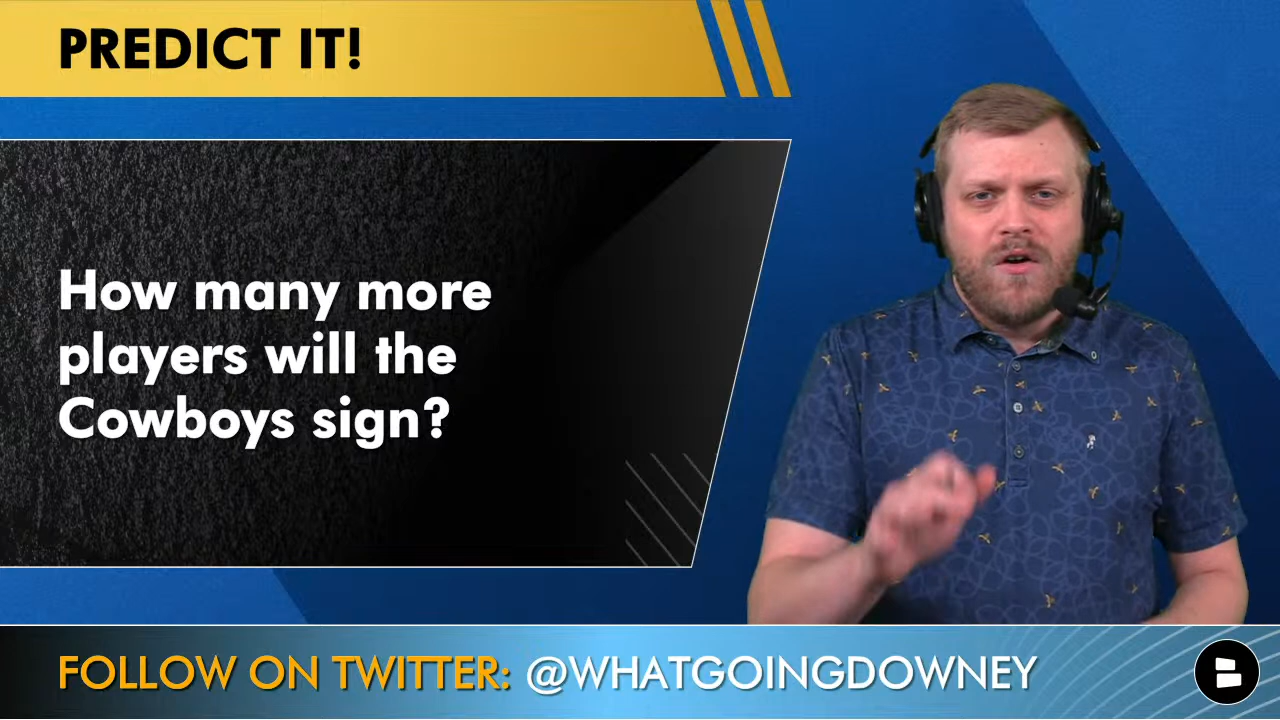 PREDICT IT!
How many more
players will the
Cowboys sign?
FOLLOW ON TWITTER: @WHATGOINGDOWNEY